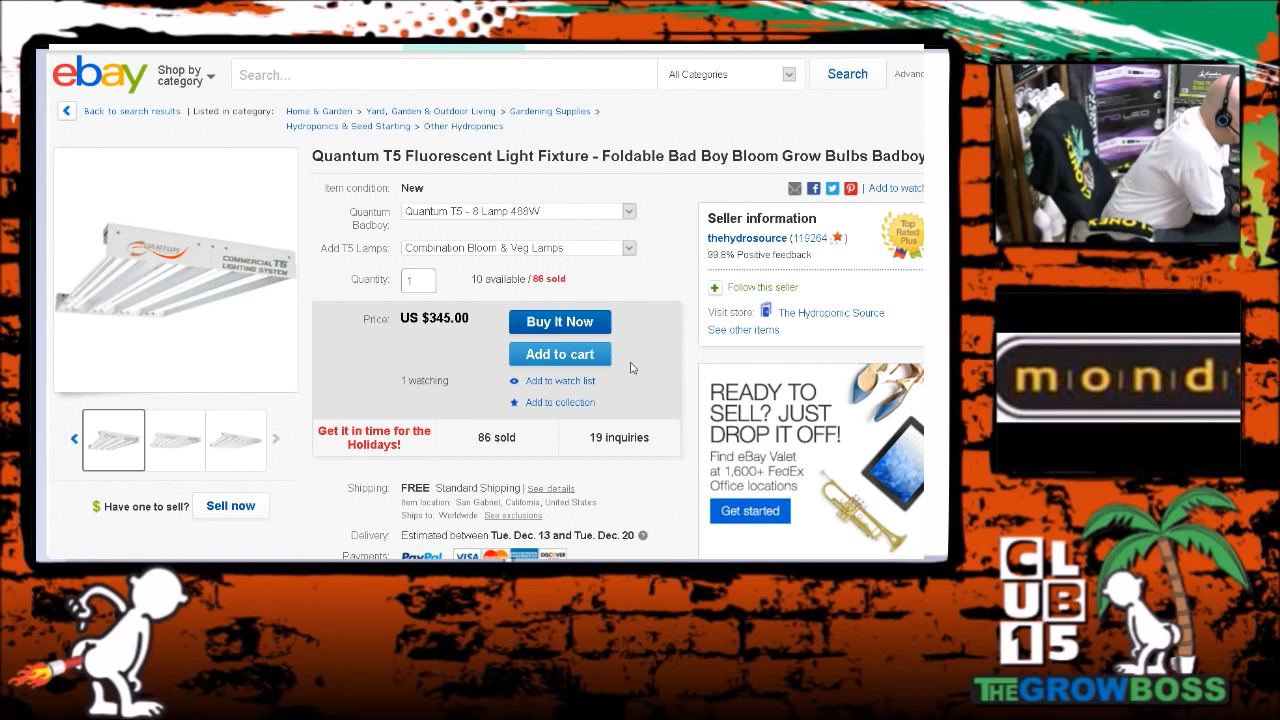 ebay
Shop by
category
Search...
All Categories
Search
Advanc
Back to search results
Listed in category:
Home & Garden > Yard, Garden & Outdoor Living > Gardening Supplies >
Hydroponics & Seed Starting > Other Hydroponics
Quantum T5 Fluorescent Light Fixture - Foldable Bad Boy Bloom Grow Bulbs Badboy
Item condition: New
Add to watch
Quantum
Badboy:
Quantum T5 - 8 Lamp 488W
Add T5 Lamps: Combination Bloom & Veg Lamps
Quantity: 1
10 available / 86 sold
Price: US $345.00
Buy It Now
Add to cart
1 watching
Add to watch list
Add to collection
Get it in time for the
Holidays!
86 sold
19 inquiries
Shipping: FREE Standard Shipping | See details
Item location: San Gabriel, California, United States
Ships to: Worldwide See exclusions
Delivery: Estimated between Tue. Dec. 13 and Tue. Dec. 20
Payments: PayPal VISA
DISCOVER
QUANTUM
COMMERCIAL T5
LIGHTING SYSTEM
$ Have one to sell? Sell now
Seller information
thehydrosource (119264)
99.8% Positive feedback
Top
Rated
Plus
Follow this seller
Visit store: The Hydroponic Source
See other items
READY TO
SELL? JUST
DROP IT OFF!
Find eBay Valet
at 1,600+ FedEx
Office locations
Get started
CLONEX
mondi
CLUB
15
THEGROWBOSS